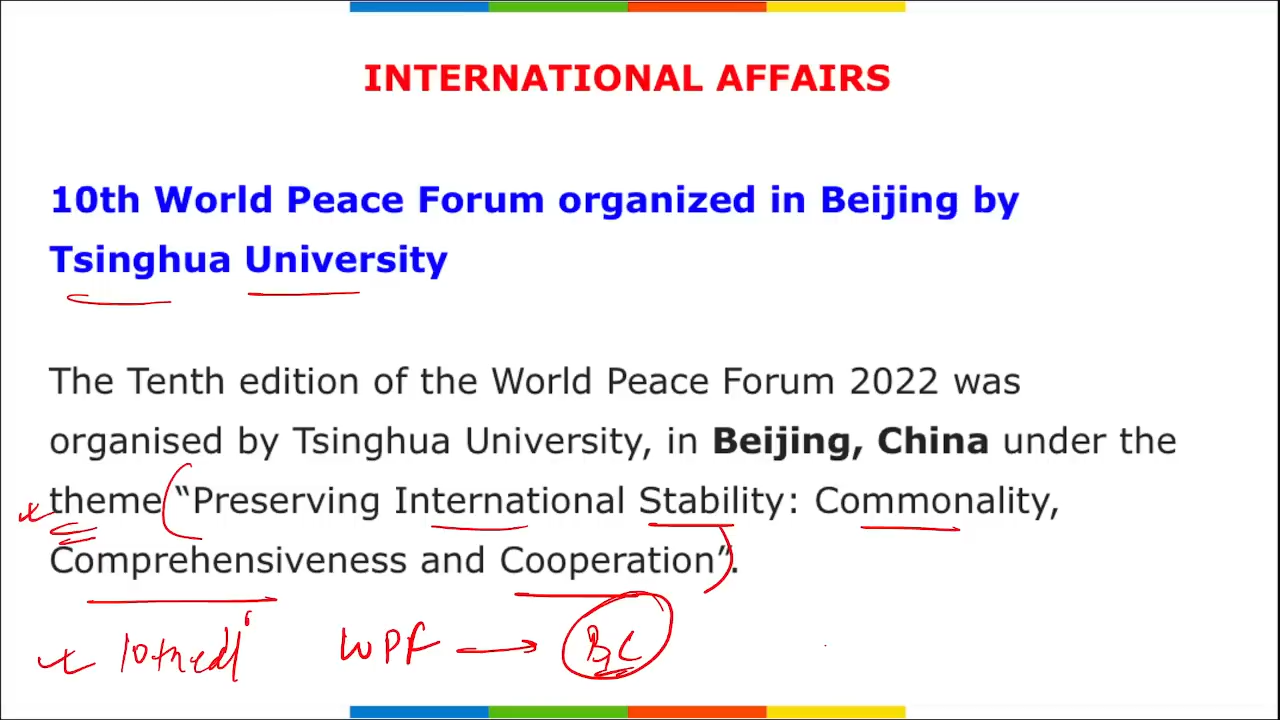 INTERNATIONAL AFFAIRS
10th World Peace Forum organized in Beijing by
Tsinghua University
The Tenth edition of the World Peace Forum 2022 was
organised by Tsinghua University, in Beijing, China under the
theme “Preserving International Stability: Commonality,
Comprehensiveness and Cooperation”.
10th edi WPF → B,C